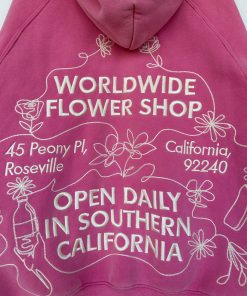 WORLDWIDE
FLOWER SHOP
45 Peony Pl,
Roseville
California,
92240
OPEN DAILY
IN SOUTHERN
CALIFORNIA